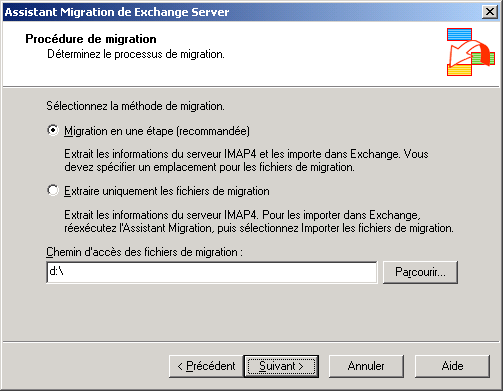 Assistant Migration de Exchange Server
Procédure de migration
Déterminez le processus de migration.
Sélectionnez la méthode de migration.
Migration en une étape (recommandée)
Extrait les informations du serveur IMAP4 et les importe dans Exchange. Vous
devez spécifier un emplacement pour les fichiers de migration.
Extraire uniquement les fichiers de migration
Extrait les informations du serveur IMAP4. Pour les importer dans Exchange,
réexécutez l'Assistant Migration, puis sélectionnez Importer les fichiers de migration.
Chemin d'accès des fichiers de migration :
d:\
Parcourir...
< Précédent
Suivant >
Annuler
Aide